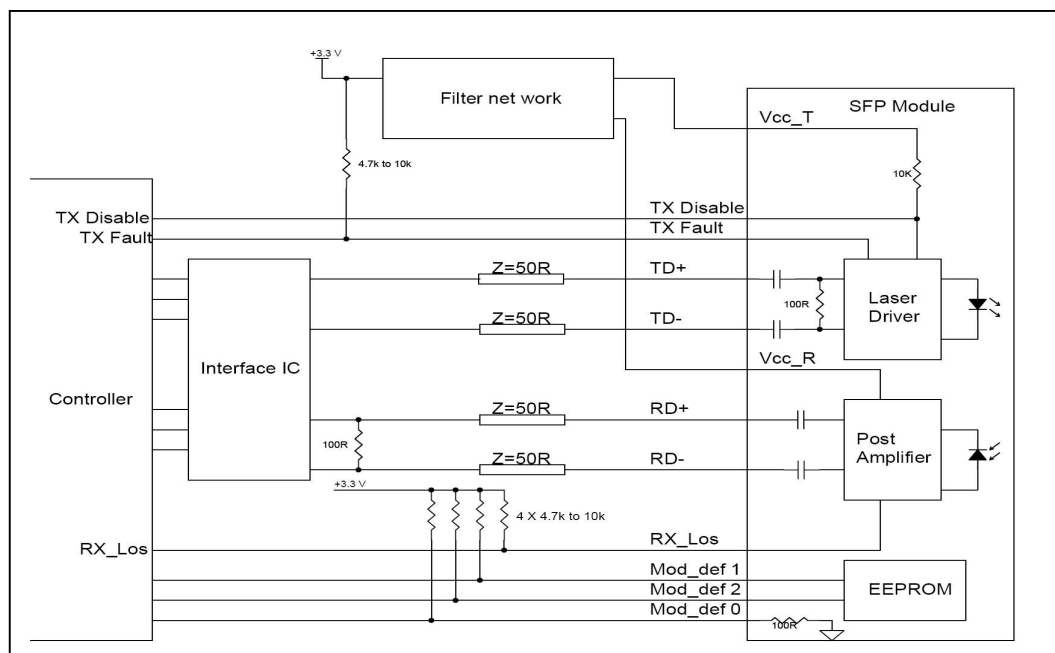 +3.3 V
Filter net work
SFP Module
Vcc_T
4.7k to 10k
10K
TX Disable
TX Disable
TX Fault
TX Fault
Z=50R
TD+
Laser
Driver
100R
Z=50R
TD-
Interface IC
Vcc_R
Controller
Z=50R
RD+
Post
Amplifier
100R
Z=50R
RD-
+3.3 V
4 X 4.7k to 10k
RX_Los
RX_Los
Mod_def 1
EEPROM
Mod_def 2
Mod_def 0
100R